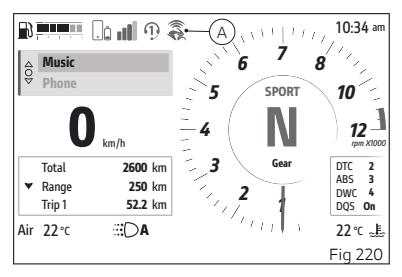 A
10:34 am
Music
Phone
0 km/h
Total 2600 km
Range 250 km
Trip 1 52.2 km
Air 22 °C
A
SPORT
N
Gear
1
2
3
4
5
6
7
8
10
12
rpm X1000
DTC 2
ABS 3
DWC 4
DQS On
22 °C
Fig 220